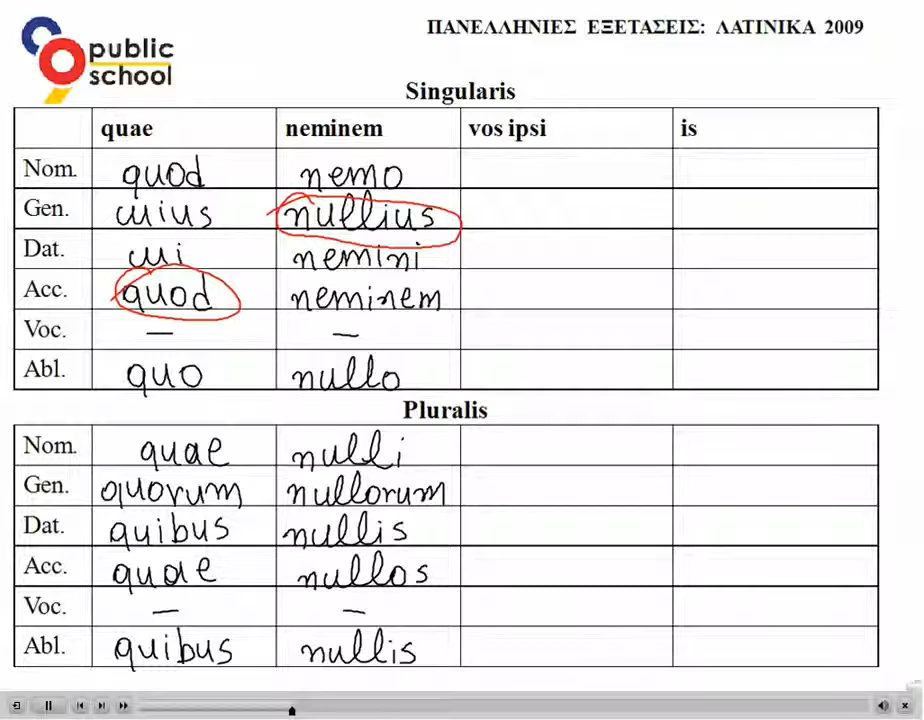 public
school
ΠΑΝΕΛΛΗΝΙΕΣ ΕΞΕΤΑΣΕΙΣ: ΛΑΤΙΝΙΚΑ 2009
Singularis
quae neminem vos ipsi is
Nom. quod nemo
Gen. cuius nullius
Dat. cui nemini
Acc. quod neminem
Voc. — —
Abl. quo nullo
Pluralis
Nom. quae nulli
Gen. quorum nullorum
Dat. quibus nullis
Acc. quae nullos
Voc. — —
Abl. quibus nullis